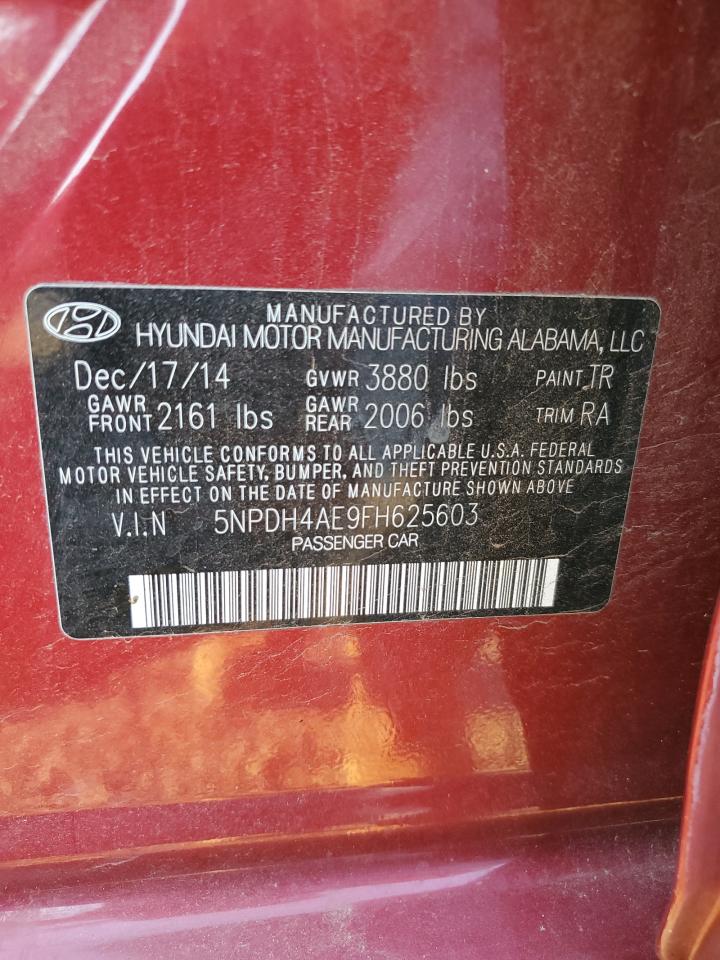 MANUFACTURED BY
HYUNDAI MOTOR MANUFACTURING ALABAMA, LLC
Dec/17/14 GVWR 3880 lbs PAINT TR
GAWR FRONT 2161 lbs GAWR REAR 2006 lbs TRIM RA
THIS VEHICLE CONFORMS TO ALL APPLICABLE U.S.A. FEDERAL
MOTOR VEHICLE SAFETY, BUMPER, AND THEFT PREVENTION STANDARDS
IN EFFECT ON THE DATE OF MANUFACTURE SHOWN ABOVE
V.I.N 5NPDH4AE9FH625603
PASSENGER CAR